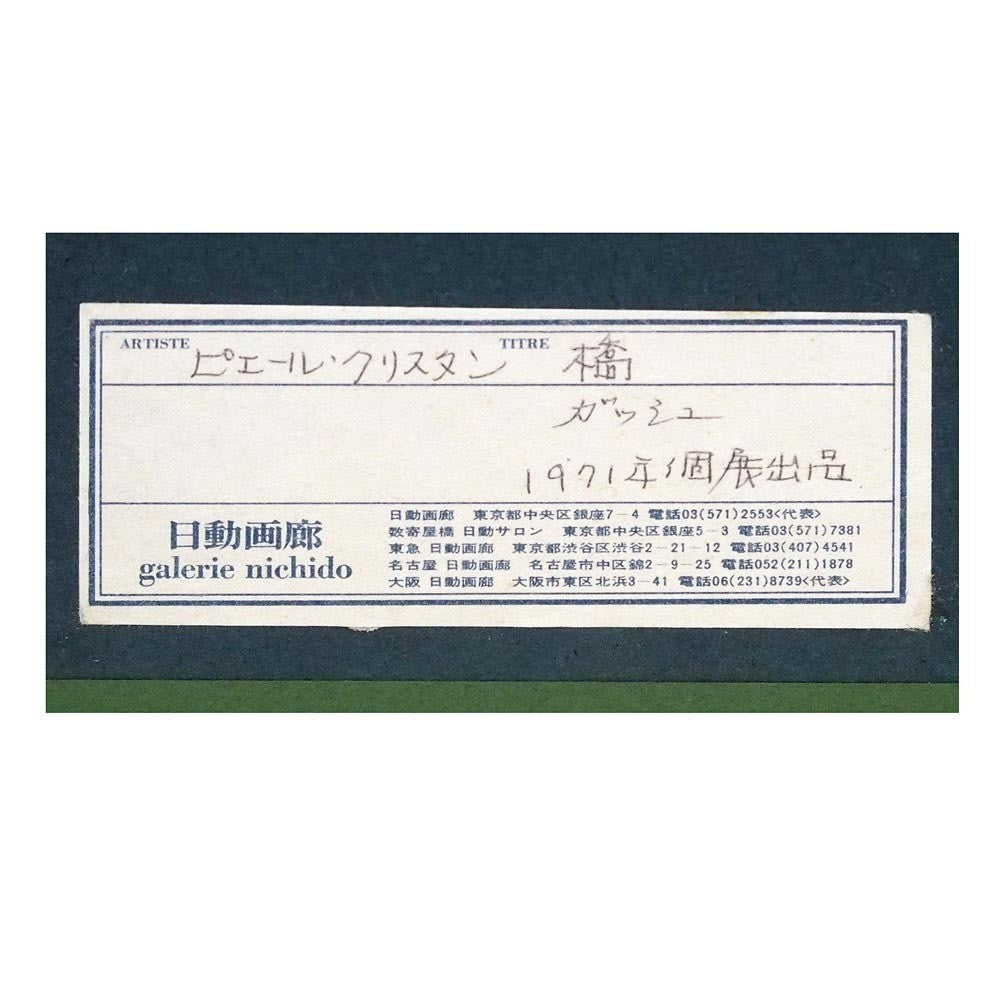 ARTISTE ピエール・クリスタン TITRE 橋
ガッシュ
1971年個展出品
日動画廊
galerie nichido
日動画廊 東京都中央区銀座7-4 電話03(571)2553<代表>
数寄屋橋 日動サロン 東京都中央区銀座5-3 電話03(571)7381
東急 日動画廊 東京都渋谷区渋谷2-21-12 電話03(407)4541
名古屋 日動画廊 名古屋市中区錦2-9-25 電話052(211)1878
大阪 日動画廊 大阪市東区北浜3-41 電話06(231)8739<代表>